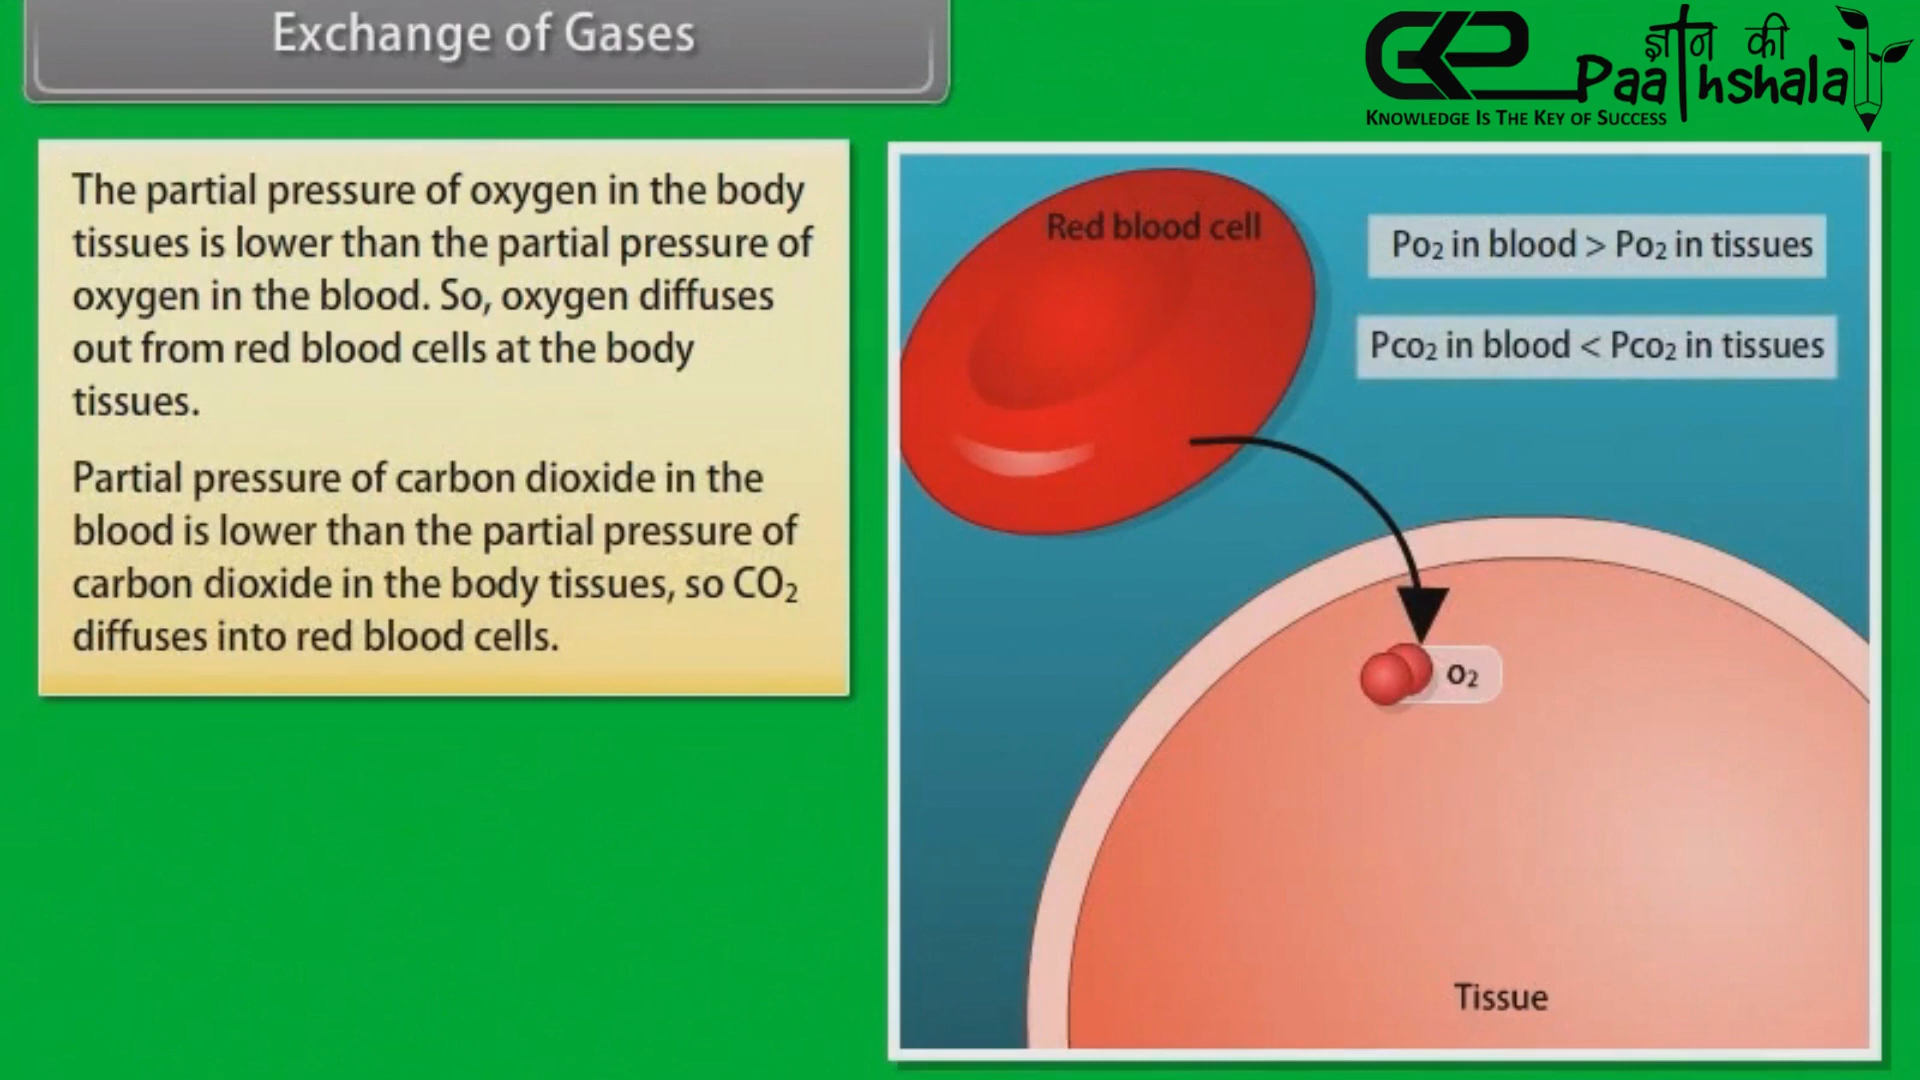 Exchange of Gases
GKP
ज्ञान की
Paathshala
KNOWLEDGE IS THE KEY OF SUCCESS
The partial pressure of oxygen in the body
tissues is lower than the partial pressure of
oxygen in the blood. So, oxygen diffuses
out from red blood cells at the body
tissues.
Partial pressure of carbon dioxide in the
blood is lower than the partial pressure of
carbon dioxide in the body tissues, so CO₂
diffuses into red blood cells.
Red blood cell
Po₂ in blood > Po₂ in tissues
Pco₂ in blood < Pco₂ in tissues
O₂
Tissue